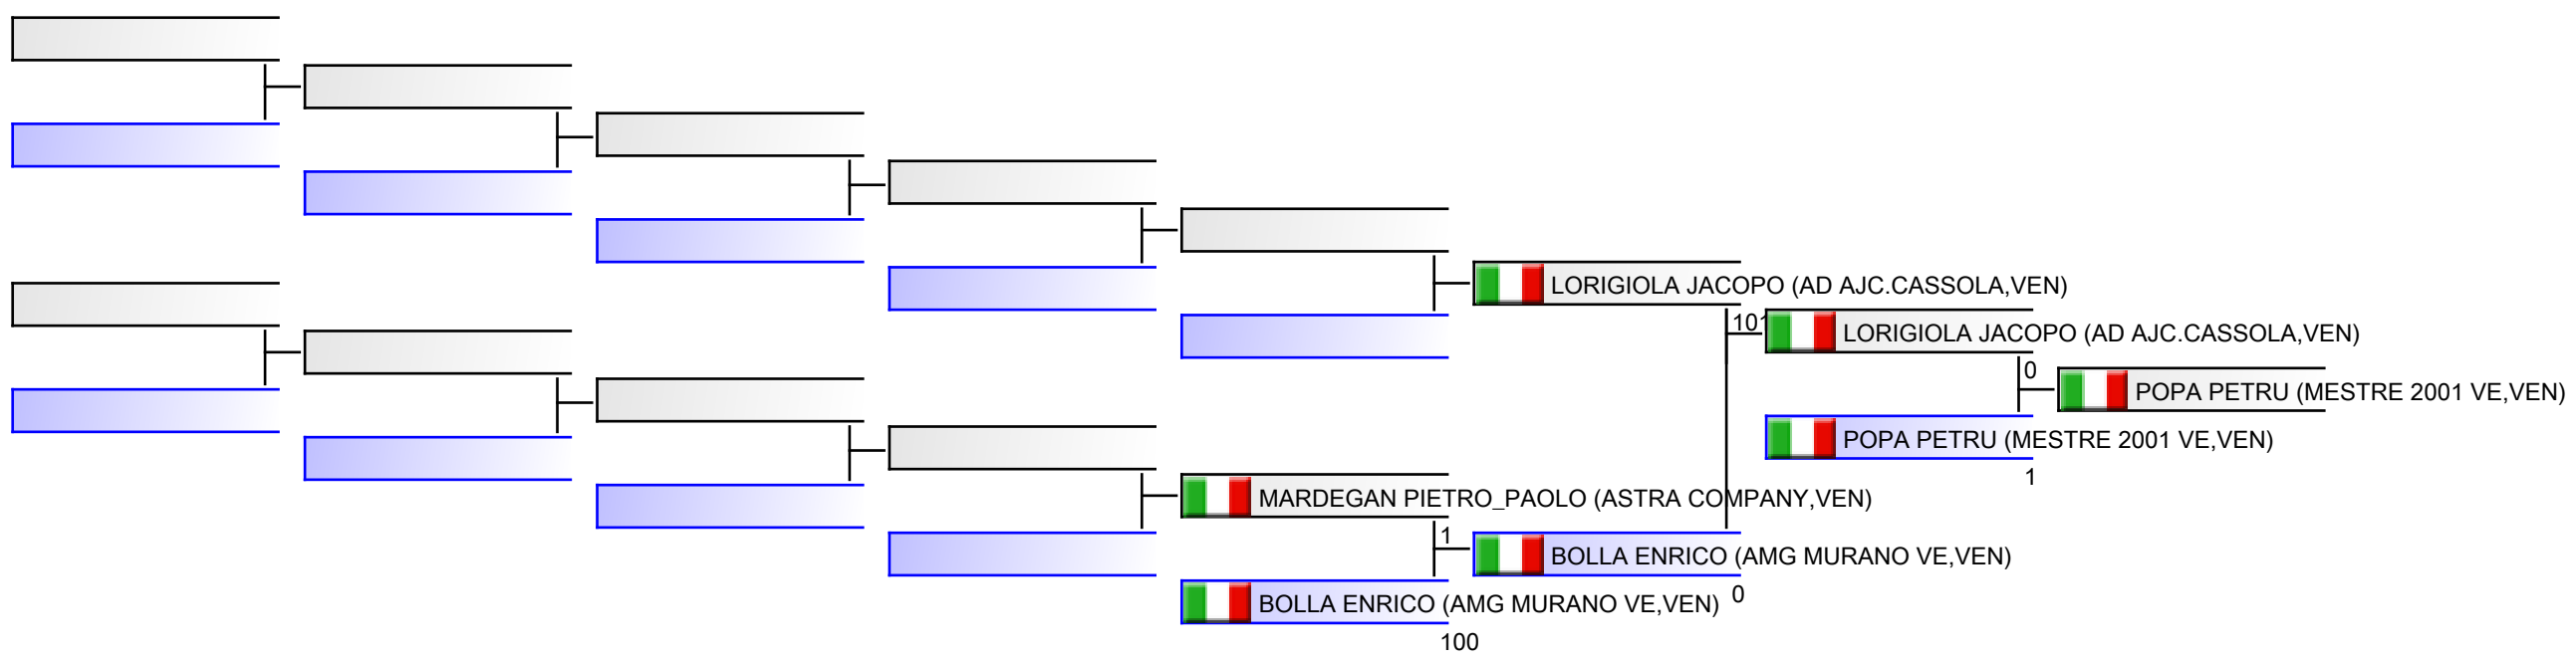 LORIGIOLA JACOPO (AD AJC.CASSOLA,VEN)
101
LORIGIOLA JACOPO (AD AJC.CASSOLA,VEN)
0
POPA PETRU (MESTRE 2001 VE,VEN)
POPA PETRU (MESTRE 2001 VE,VEN)
1
MARDEGAN PIETRO_PAOLO (ASTRA COMPANY,VEN)
1
BOLLA ENRICO (AMG MURANO VE,VEN)
0
BOLLA ENRICO (AMG MURANO VE,VEN)
100